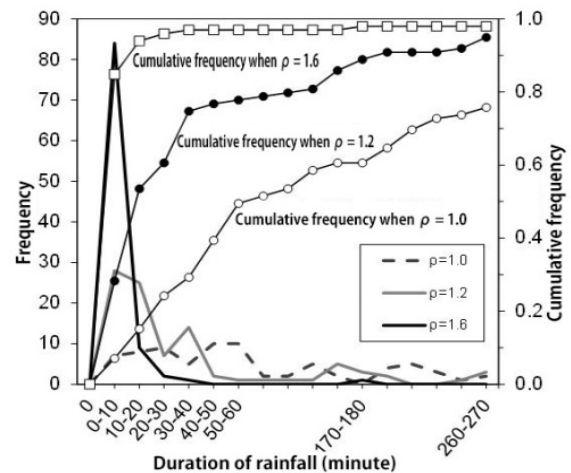 90
80
70
60
50
40
30
20
10
0
Frequency
1.0
0.8
0.6
0.4
0.2
0.0
Cumulative frequency
Cumulative frequency when ρ = 1.6
Cumulative frequency when ρ = 1.2
Cumulative frequency when ρ = 1.0
ρ=1.0
ρ=1.2
ρ=1.6
0
0-10
10-20
20-30
30-40
40-50
50-60
170-180
260-270
Duration of rainfall (minute)